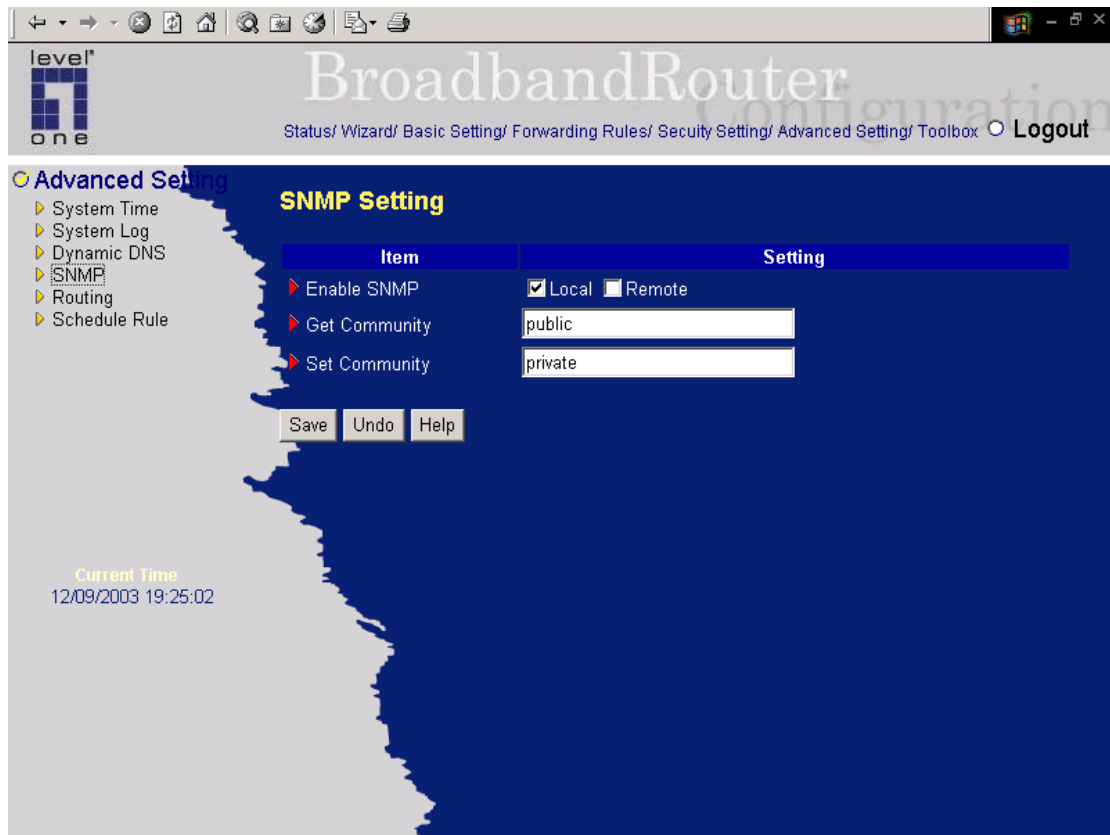 level
one
BroadbandRouter
Configuration
Status/ Wizard/ Basic Setting/ Forwarding Rules/ Secuity Setting/ Advanced Setting/ Toolbox Logout
Advanced Setting
System Time
System Log
Dynamic DNS
SNMP
Routing
Schedule Rule
Current Time
12/09/2003 19:25:02
SNMP Setting
Item Setting
Enable SNMP Local Remote
Get Community public
Set Community private
Save Undo Help